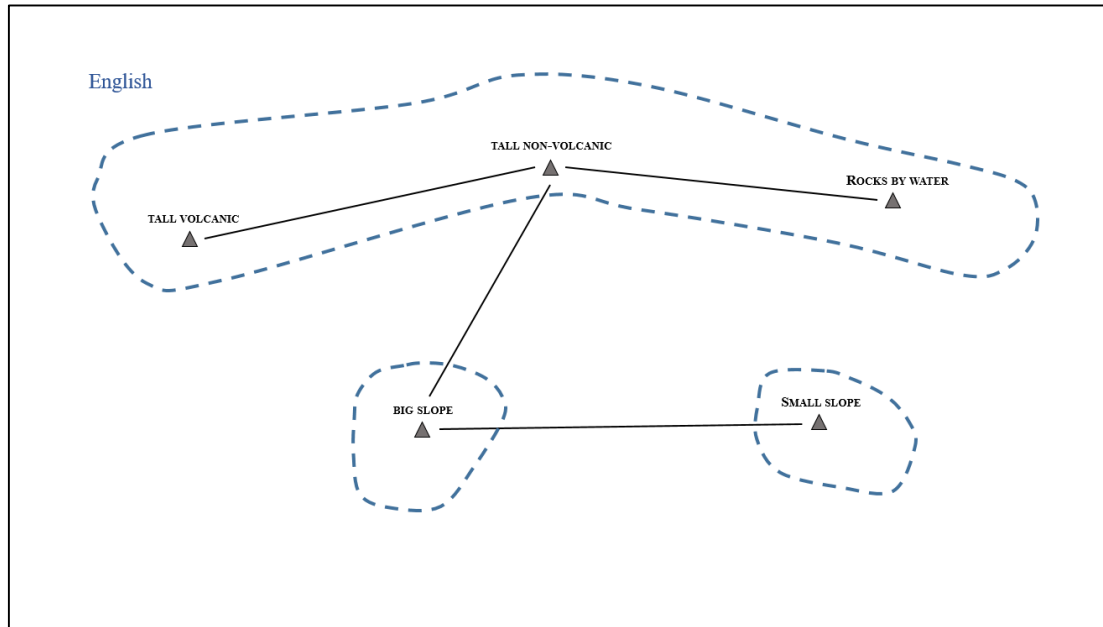 English
TALL NON-VOLCANIC
ROCKS BY WATER
TALL VOLCANIC
BIG SLOPE
SMALL SLOPE